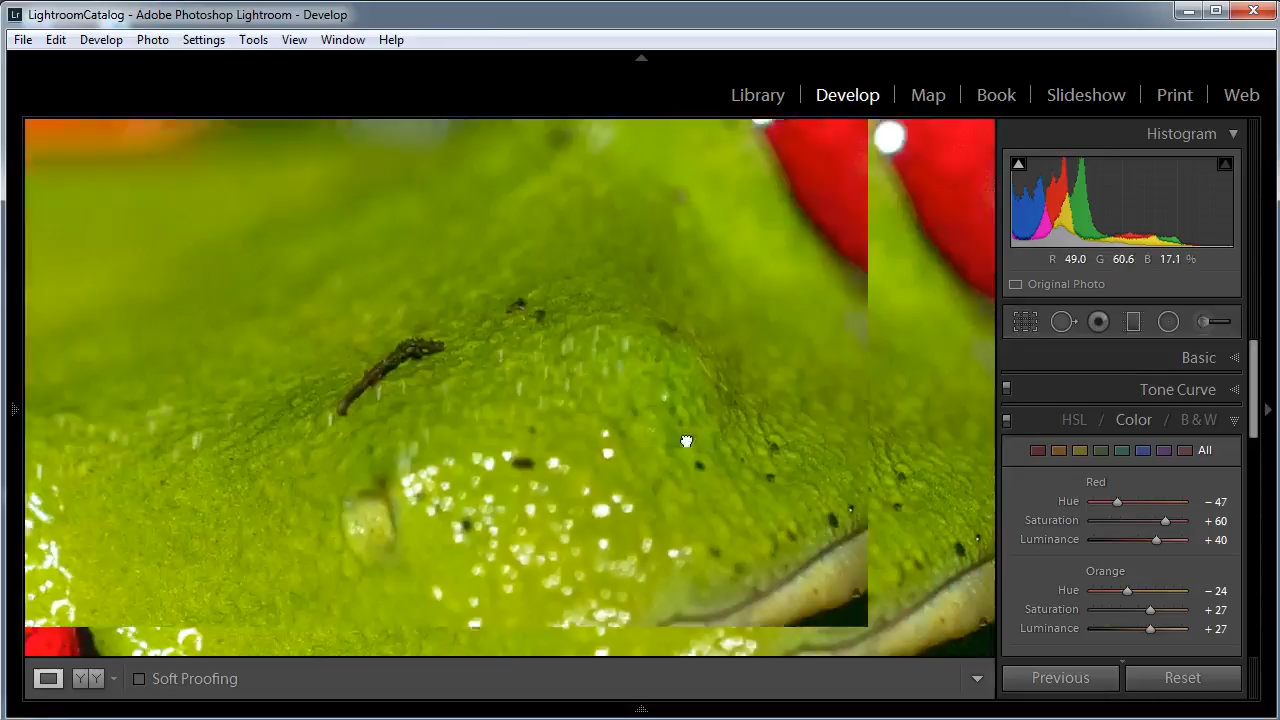 Lr LightroomCatalog - Adobe Photoshop Lightroom - Develop
File Edit Develop Photo Settings Tools View Window Help
Library | Develop | Map | Book | Slideshow | Print | Web
Histogram
R 49.0 G 60.6 B 17.1 %
Original Photo
Basic
Tone Curve
HSL / Color / B & W
All
Red
Hue - 47
Saturation + 60
Luminance + 40
Orange
Hue - 24
Saturation + 27
Luminance + 27
YY Soft Proofing
Previous Reset